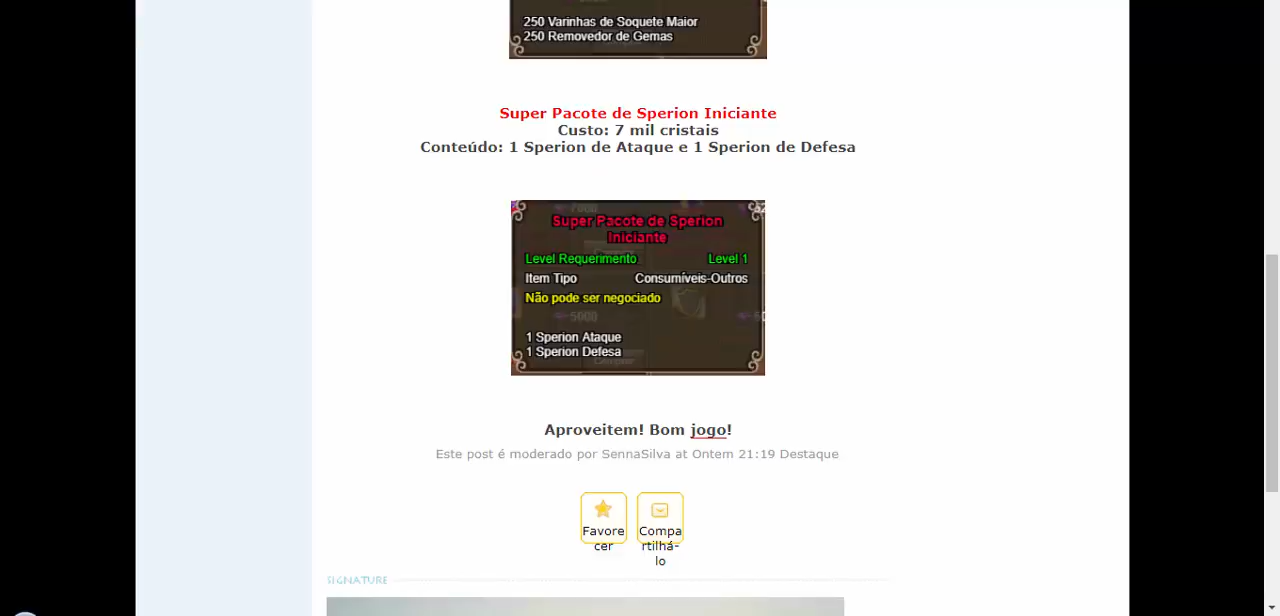 250 Varinhas de Soquete Maior
250 Removedor de Gemas
Super Pacote de Sperion Iniciante
Custo: 7 mil cristais
Conteúdo: 1 Sperion de Ataque e 1 Sperion de Defesa
Super Pacote de Sperion
Iniciante
Level Requerimento Level 1
Item Tipo Consumíveis-Outros
Não pode ser negociado
5000
1 Sperion Ataque
1 Sperion Defesa
Aproveitem! Bom jogo!
Este post é moderado por SennaSilva at Ontem 21:19 Destaque
Favore
cer
Compa
rtilhá-
lo
SIGNATURE